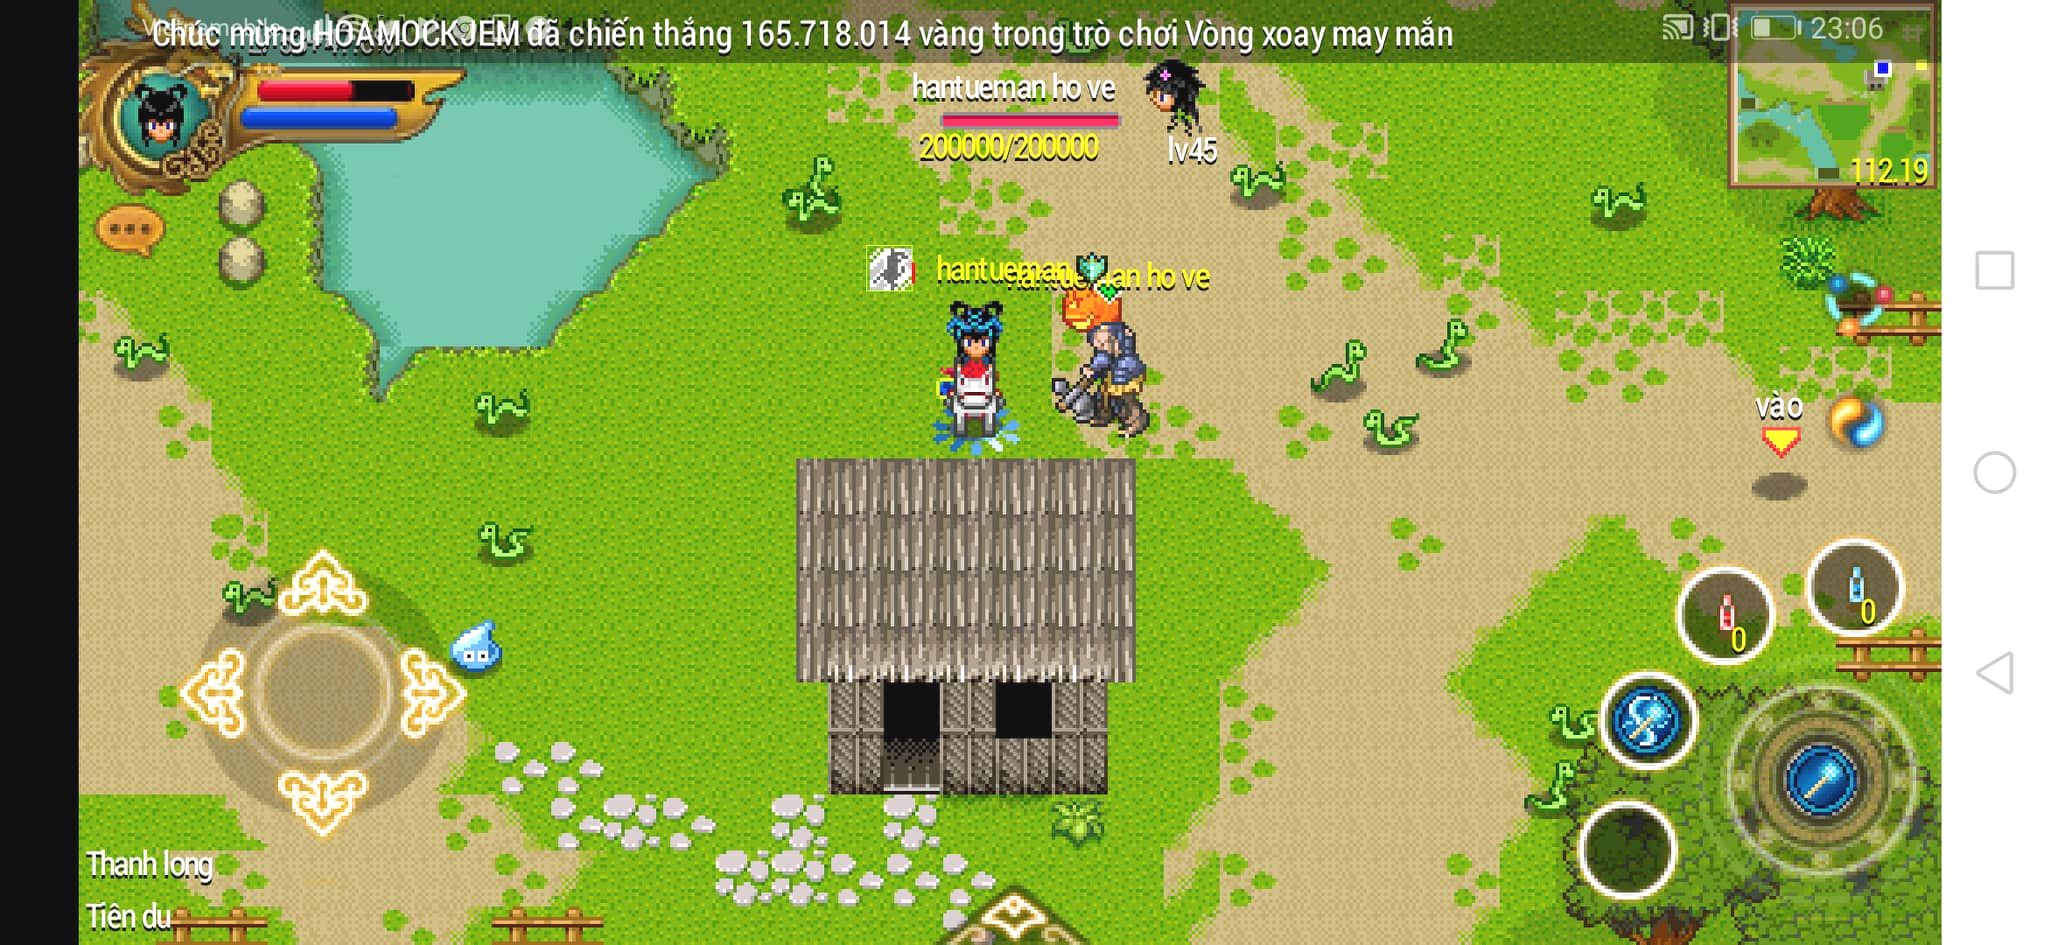 Chúc mừng HOAMOCKJEM đã chiến thắng 165.718.014 vàng trong trò chơi Vòng xoay may mắn
23:06
hantueman ho ve
200000/200000
lv45
112.19
hantueman
hantueman ho ve
vào
0
0
Thanh long
Tiên du